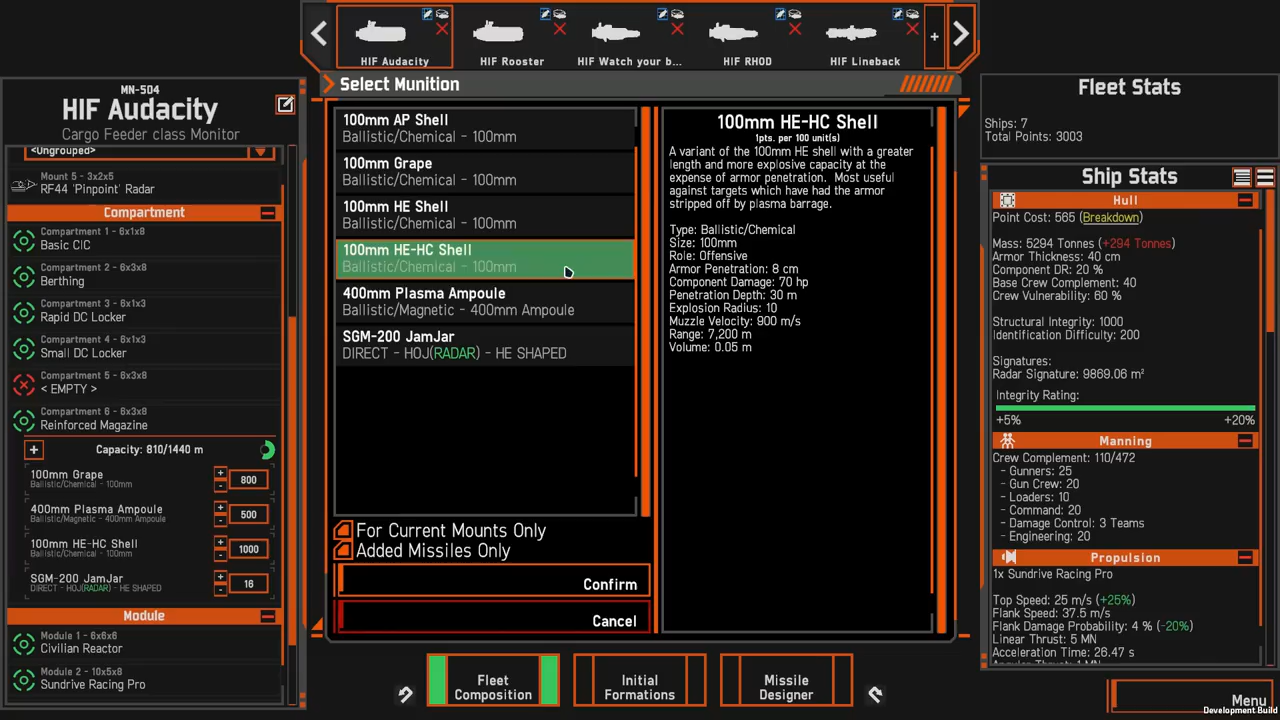 HIF Audacity
HIF Rooster
HIF Watch your b...
HIF RHOD
HIF Lineback
+
MN-504
HIF Audacity
Cargo Feeder class Monitor
<Ungrouped>
Mount 5 - 3x2x5
RF44 'Pinpoint' Radar
Compartment
Compartment 1 - 6x1x8
Basic CIC
Compartment 2 - 6x3x8
Berthing
Compartment 3 - 6x1x3
Rapid DC Locker
Compartment 4 - 6x1x3
Small DC Locker
Compartment 5 - 6x3x8
< EMPTY >
Compartment 6 - 6x3x8
Reinforced Magazine
+ Capacity: 810/1440 m
100mm Grape
Ballistic/Chemical - 100mm
+ - 800
400mm Plasma Ampoule
Ballistic/Magnetic - 400mm Ampoule
+ - 500
100mm HE-HC Shell
Ballistic/Chemical - 100mm
+ - 1000
SGM-200 JamJar
DIRECT - HOJ(RADAR) - HE SHAPED
+ - 16
Module
Module 1 - 6x6x6
Civilian Reactor
Module 2 - 10x5x8
Sundrive Racing Pro
Select Munition
100mm AP Shell
Ballistic/Chemical - 100mm
100mm Grape
Ballistic/Chemical - 100mm
100mm HE Shell
Ballistic/Chemical - 100mm
100mm HE-HC Shell
Ballistic/Chemical - 100mm
400mm Plasma Ampoule
Ballistic/Magnetic - 400mm Ampoule
SGM-200 JamJar
DIRECT - HOJ(RADAR) - HE SHAPED
For Current Mounts Only
Added Missiles Only
Confirm
Cancel
100mm HE-HC Shell
1pts. per 100 unit(s)
A variant of the 100mm HE shell with a greater
length and more explosive capacity at the
expense of armor penetration. Most useful
against targets which have had the armor
stripped off by plasma barrage.
Type: Ballistic/Chemical
Size: 100mm
Role: Offensive
Armor Penetration: 8 cm
Component Damage: 70 hp
Penetration Depth: 30 m
Explosion Radius: 10
Muzzle Velocity: 900 m/s
Range: 7,200 m
Volume: 0.05 m
Fleet Stats
Ships: 7
Total Points: 3003
Ship Stats
Hull
Point Cost: 565 (Breakdown)
Mass: 5294 Tonnes (+294 Tonnes)
Armor Thickness: 40 cm
Component DR: 20 %
Base Crew Complement: 40
Crew Vulnerability: 60 %
Structural Integrity: 1000
Identification Difficulty: 200
Signatures:
Radar Signature: 9869.06 m²
Integrity Rating:
+5% +20%
Manning
Crew Complement: 110/472
- Gunners: 25
- Gun Crew: 20
- Loaders: 10
- Command: 20
- Damage Control: 3 Teams
- Engineering: 20
Propulsion
1x Sundrive Racing Pro
Top Speed: 25 m/s (+25%)
Flank Speed: 37.5 m/s
Flank Damage Probability: 4 % (-20%)
Linear Thrust: 5 MN
Acceleration Time: 26.47 s
Fleet
Composition
Initial
Formations
Missile
Designer
Menu
Development Build